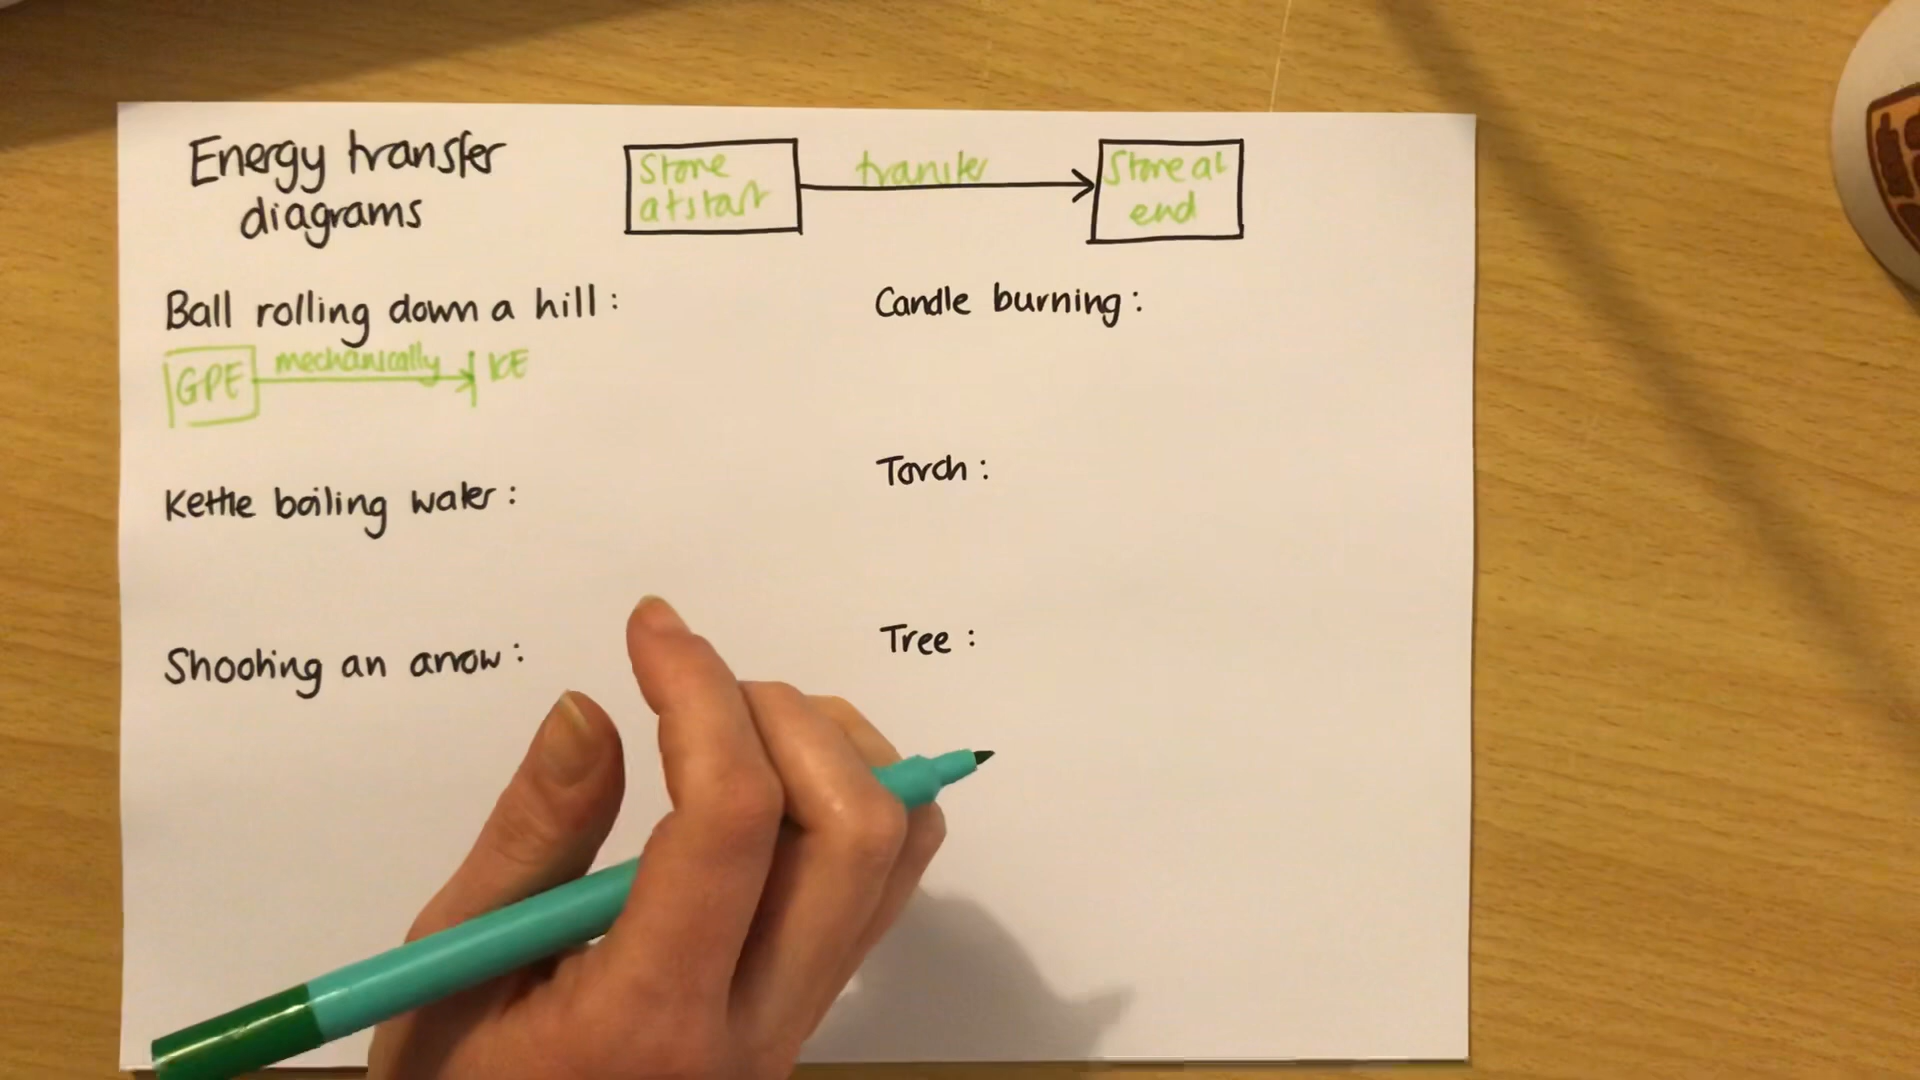 Energy transfer
diagrams
Store
at start
transfer
Store at
end
Ball rolling down a hill :
GPE mechanically KE
Kettle boiling water :
Shooting an arrow :
Candle burning :
Torch :
Tree :